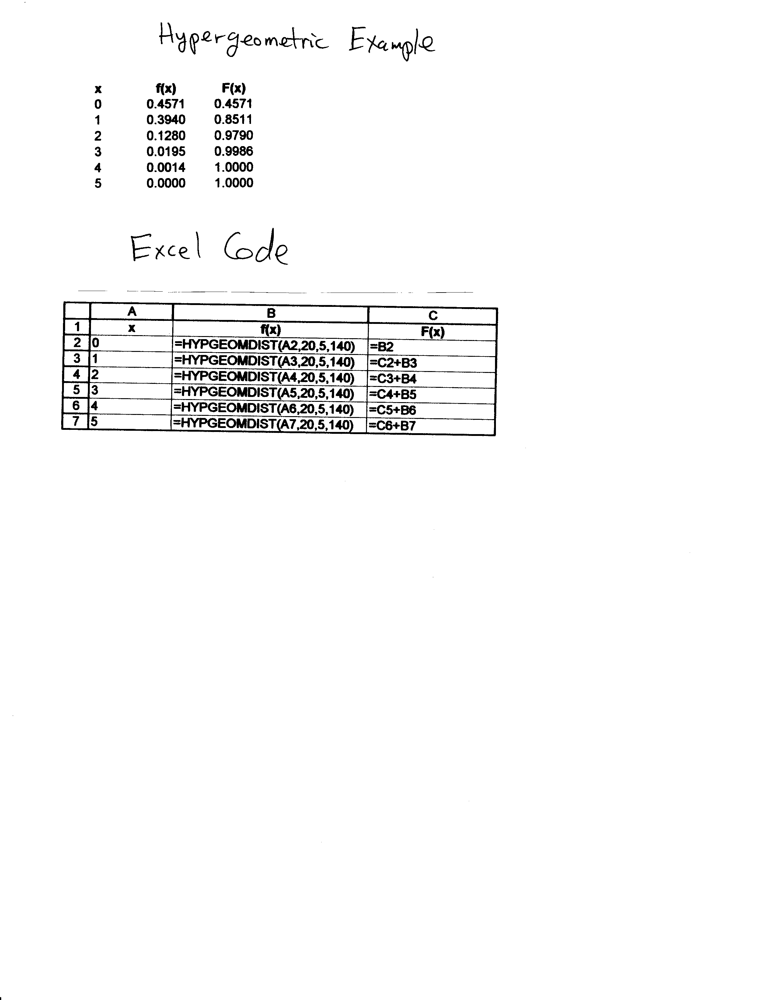 Hypergeometric Example
x f(x) F(x)
0 0.4571 0.4571
1 0.3940 0.8511
2 0.1280 0.9790
3 0.0195 0.9986
4 0.0014 1.0000
5 0.0000 1.0000
Excel Code
A B C
1 x f(x) F(x)
2 0 =HYPGEOMDIST(A2,20,5,140) =B2
3 1 =HYPGEOMDIST(A3,20,5,140) =C2+B3
4 2 =HYPGEOMDIST(A4,20,5,140) =C3+B4
5 3 =HYPGEOMDIST(A5,20,5,140) =C4+B5
6 4 =HYPGEOMDIST(A6,20,5,140) =C5+B6
7 5 =HYPGEOMDIST(A7,20,5,140) =C6+B7